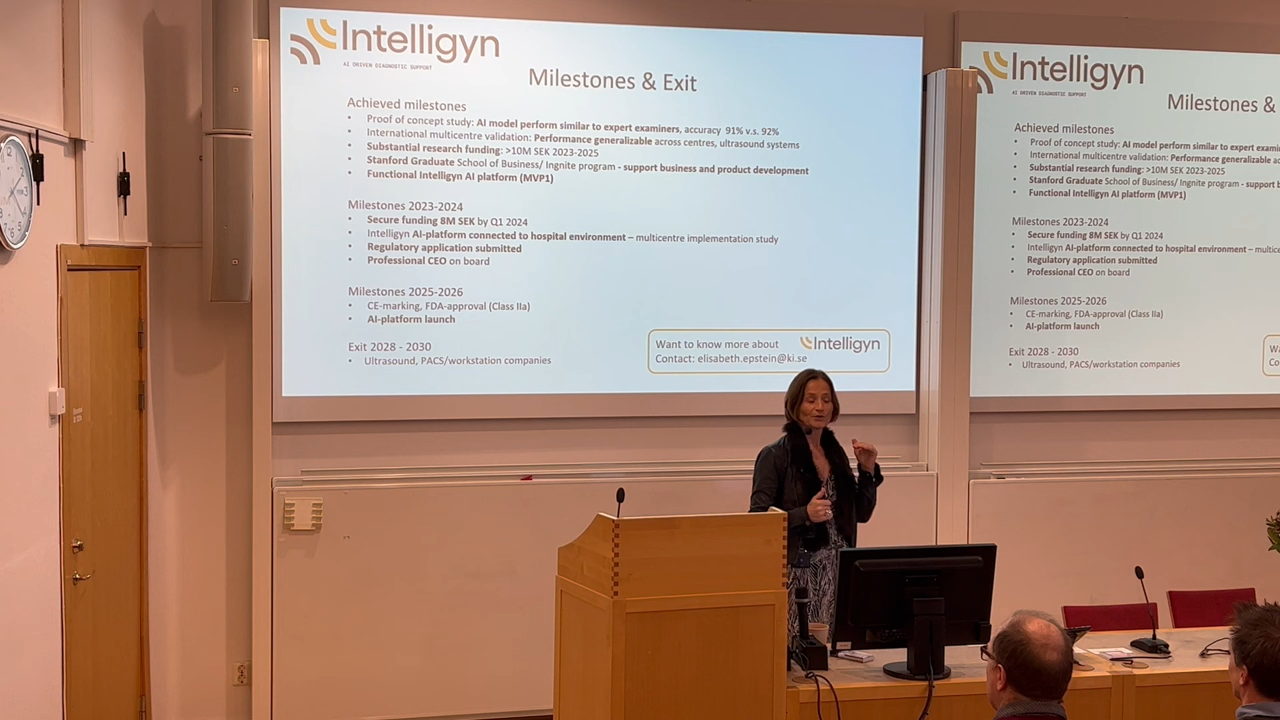 Intelligyn
AI DRIVEN DIAGNOSTIC SUPPORT
Milestones & Exit
Achieved milestones
• Proof of concept study: AI model perform similar to expert examiners, accuracy 91% v.s. 92%
• International multicentre validation: Performance generalizable across centres, ultrasound systems
• Substantial research funding: >10M SEK 2023-2025
• Stanford Graduate School of Business/ Ingnite program - support business and product development
• Functional Intelligyn AI platform (MVP1)
Milestones 2023-2024
• Secure funding 8M SEK by Q1 2024
• Intelligyn AI-platform connected to hospital environment – multicentre implementation study
• Regulatory application submitted
• Professional CEO on board
Milestones 2025-2026
• CE-marking, FDA-approval (Class IIa)
• AI-platform launch
Exit 2028 - 2030
• Ultrasound, PACS/workstation companies
Want to know more about Intelligyn
Contact: elisabeth.epstein@ki.se
Intelligyn
AI DRIVEN DIAGNOSTIC SUPPORT
Milestones &
Achieved milestones
• Proof of concept study: AI model perform similar to expert exami
• International multicentre validation: Performance generalizable a
• Substantial research funding: >10M SEK 2023-2025
• Stanford Graduate School of Business/ Ingnite program - support b
• Functional Intelligyn AI platform (MVP1)
Milestones 2023-2024
• Secure funding 8M SEK by Q1 2024
• Intelligyn AI-platform connected to hospital environment – multice
• Regulatory application submitted
• Professional CEO on board
Milestones 2025-2026
• CE-marking, FDA-approval (Class IIa)
• AI-platform launch
Exit 2028 - 2030
• Ultrasound, PACS/workstation companies
Wa
Co